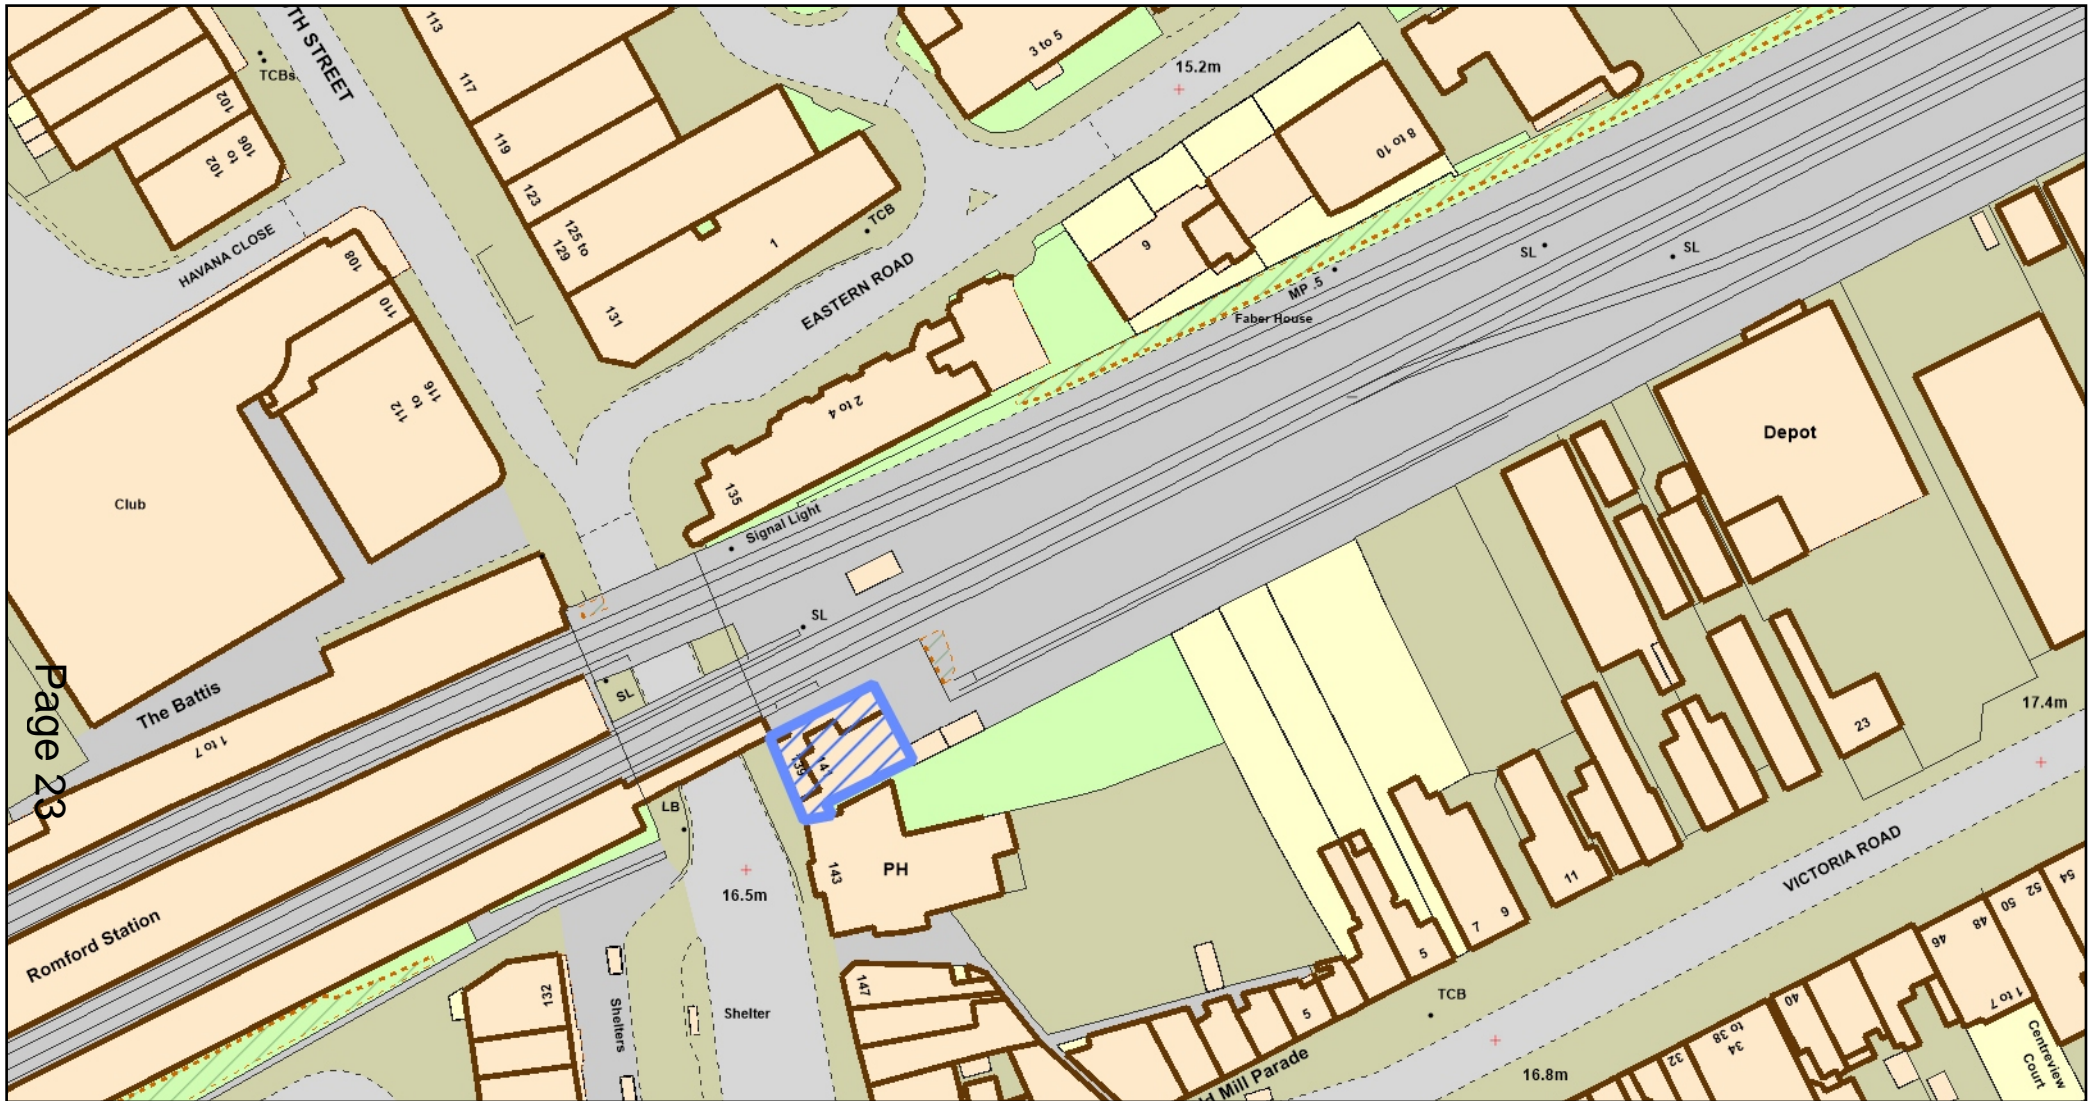 TH STREET
TCBs
113
117
119
123
125 to
129
131
1
TCB
3 to 5
15.2m
102
106
to
102
HAVANA CLOSE
108
110
116
to
112
Club
EASTERN ROAD
9
8 to 10
MP .5
Faber House
SL
SL
2 to 4
135
Signal Light
Depot
SL
SL
The Battis
1 to 7
Page 23
139
141
LB
143
PH
16.5m
Romford Station
132
Shelters
Shelter
147
5
5
7
9
11
23
17.4m
VICTORIA ROAD
TCB
16.8m
d Mill Parade
32
34
to 38
40
46
48
50
52
54
1 to 7
Centreview
Court